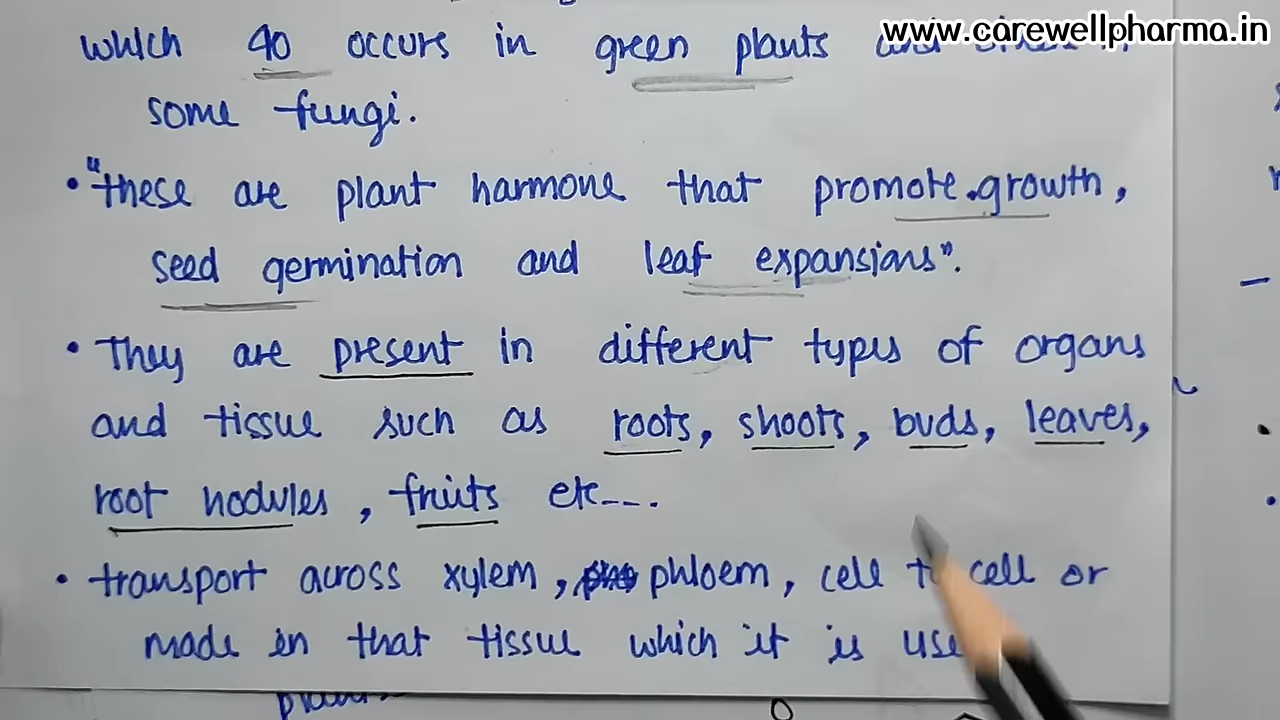 www.carewellpharma.in
which 40 occurs in green plants and
some fungi.
• "these are plant harmone that promote growth,
seed germination and leaf expansions".
• They are present in different types of organs
and tissue such as roots, shoots, buds, leaves,
root nodules, fruits etc---.
• transport across xylem, phloem, cell to cell or
made in that tissue which it is